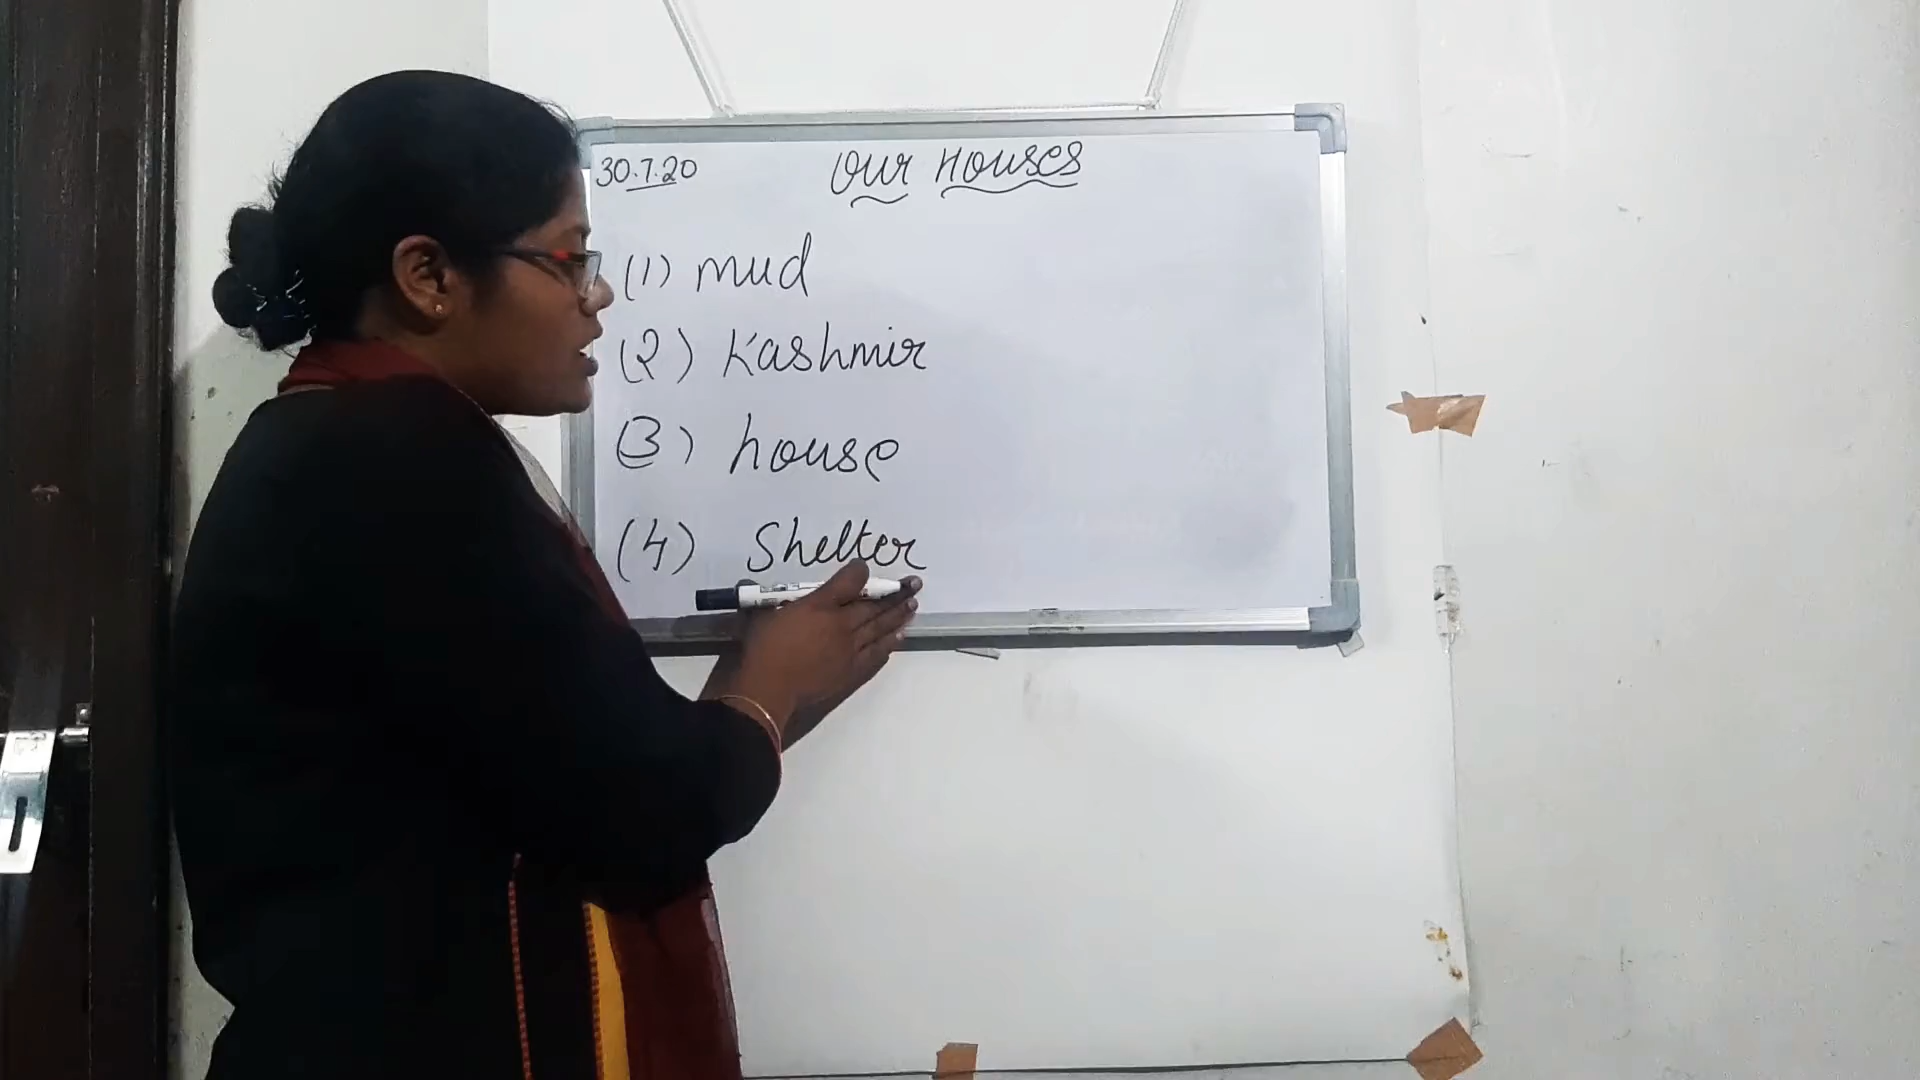 30.7.20
Our Houses
(1) mud
(2) Kashmir
(3) house
(4) Shelter